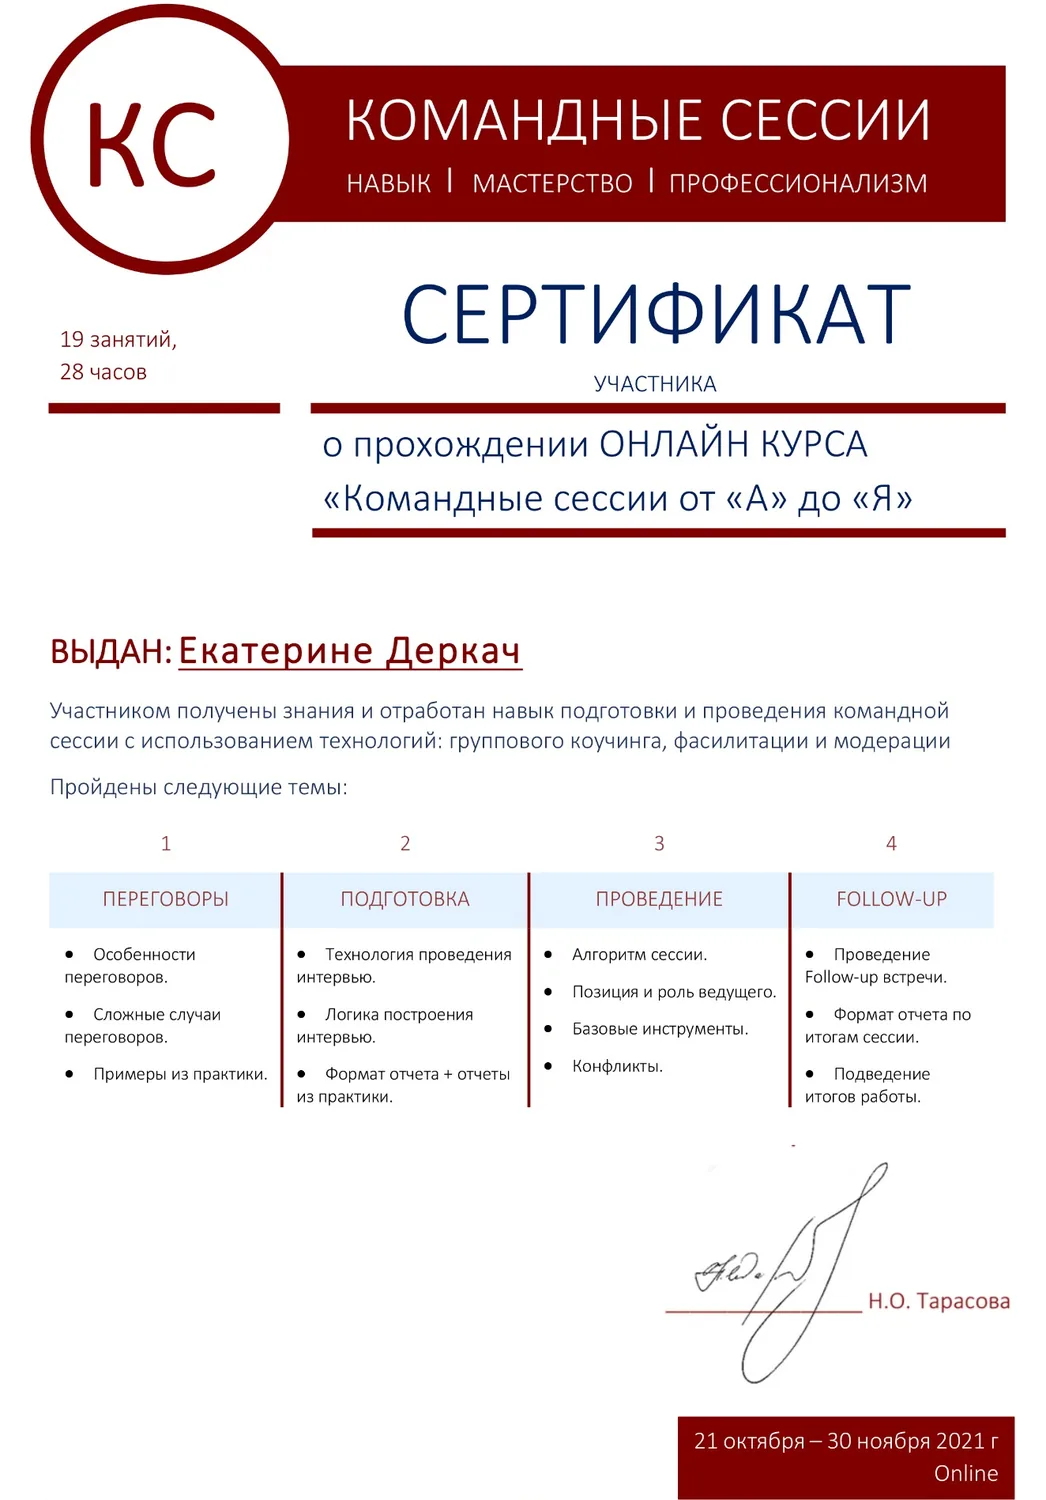 КС
КОМАНДНЫЕ СЕССИИ
НАВЫК | МАСТЕРСТВО | ПРОФЕССИОНАЛИЗМ
СЕРТИФИКАТ
УЧАСТНИКА
19 занятий,
28 часов
о прохождении ОНЛАЙН КУРСА
«Командные сессии от «А» до «Я»
ВЫДАН: Екатерине Деркач
Участником получены знания и отработан навык подготовки и проведения командной
сессии с использованием технологий: группового коучинга, фасилитации и модерации
Пройдены следующие темы:
1
ПЕРЕГОВОРЫ
• Особенности
переговоров.
• Сложные случаи
переговоров.
• Примеры из практики.
2
ПОДГОТОВКА
• Технология проведения
интервью.
• Логика построения
интервью.
• Формат отчета + отчеты
из практики.
3
ПРОВЕДЕНИЕ
• Алгоритм сессии.
• Позиция и роль ведущего.
• Базовые инструменты.
• Конфликты.
4
FOLLOW-UP
• Проведение
Follow-up встречи.
• Формат отчета по
итогам сессии.
• Подведение
итогов работы.
Н.О. Тарасова
21 октября – 30 ноября 2021 г
Online